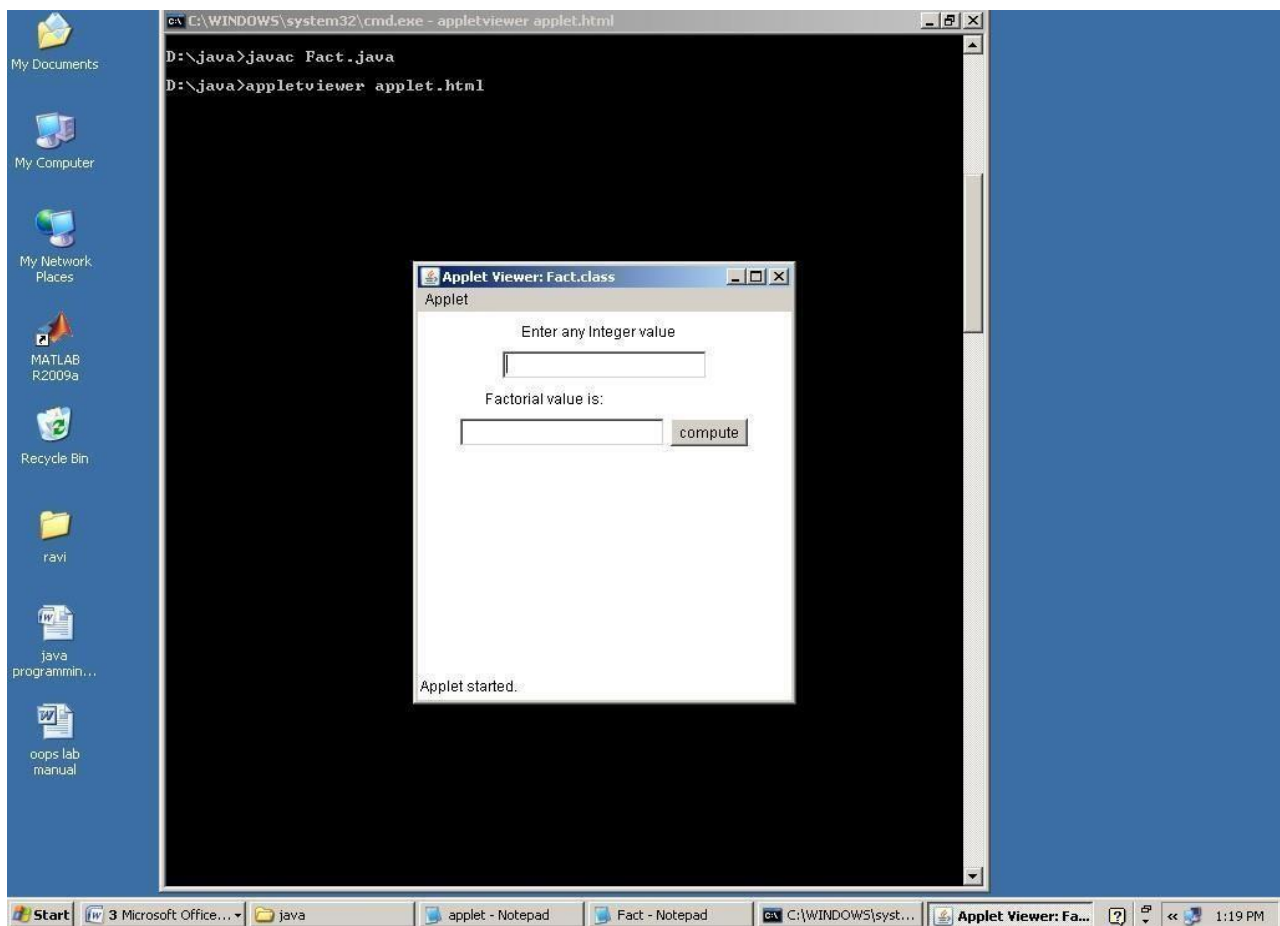 My Documents
My Computer
My Network
Places
MATLAB
R2009a
Recycle Bin
ravi
java
programmin...
oops lab
manual
C:\WINDOWS\system32\cmd.exe - appletviewer applet.html
D:\java>javac Fact.java
D:\java>appletviewer applet.html
Applet Viewer: Fact.class
Applet
Enter any Integer value
Factorial value is:
compute
Applet started.
Start
3 Microsoft Office...
java
applet - Notepad
Fact - Notepad
C:\WINDOWS\syst...
Applet Viewer: Fa...
1:19 PM